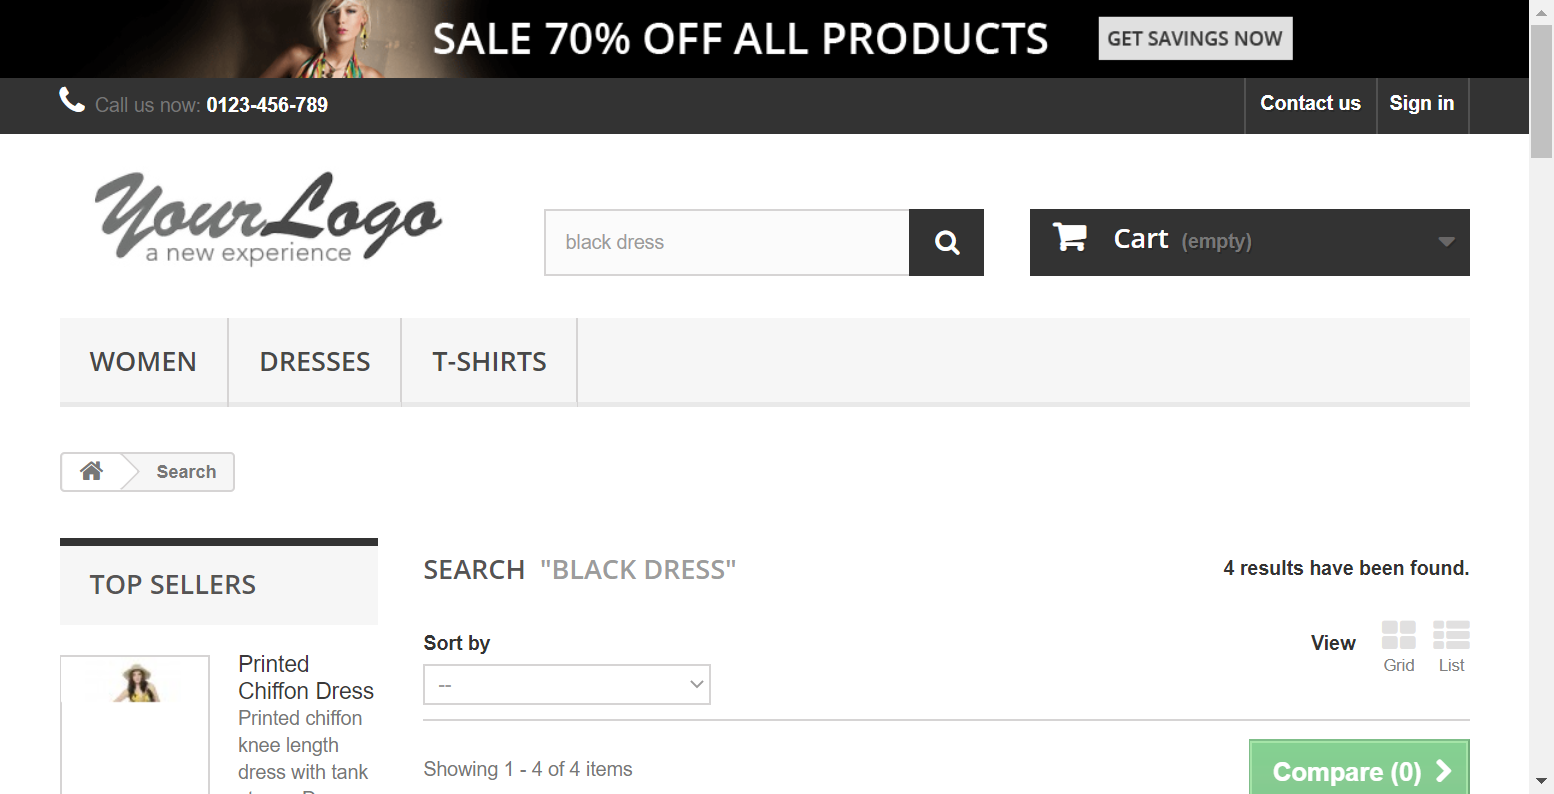 SALE 70% OFF ALL PRODUCTS
GET SAVINGS NOW
Call us now: 0123-456-789
Contact us
Sign in
YourLogo
a new experience
black dress
Cart (empty)
WOMEN
DRESSES
T-SHIRTS
Search
TOP SELLERS
Printed
Chiffon Dress
Printed chiffon
knee length
dress with tank
SEARCH "BLACK DRESS"
4 results have been found.
Sort by
--
View
Grid
List
Showing 1 - 4 of 4 items
Compare (0)